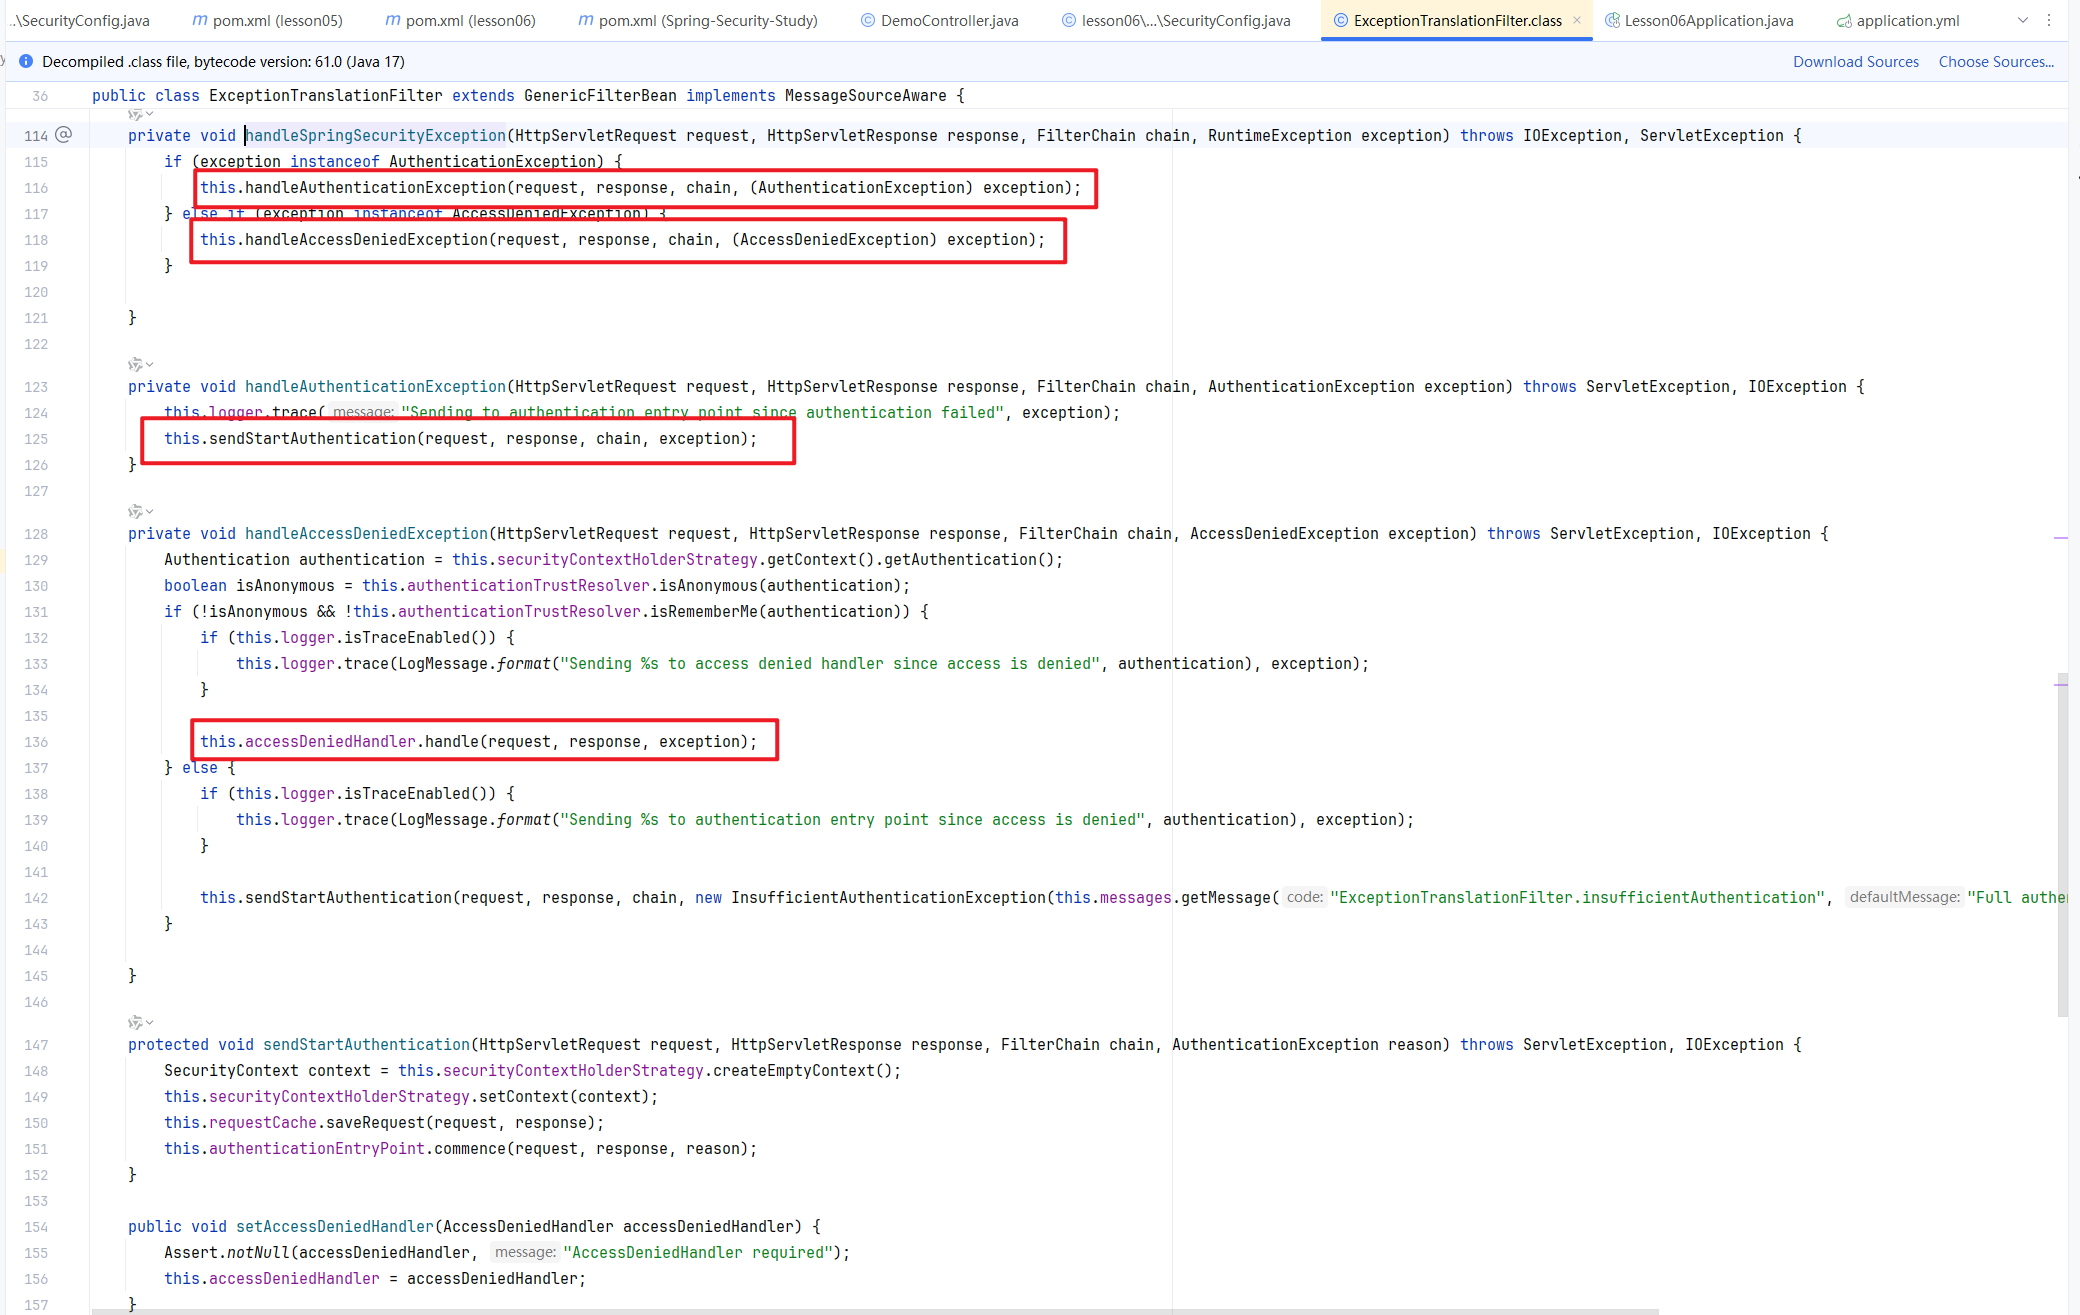 ..\SecurityConfig.java
m pom.xml (lesson05)
m pom.xml (lesson06)
m pom.xml (Spring-Security-Study)
DemoController.java
lesson06\...\SecurityConfig.java
ExceptionTranslationFilter.class
Lesson06Application.java
application.yml
Decompiled .class file, bytecode version: 61.0 (Java 17)
Download Sources
Choose Sources...
36 public class ExceptionTranslationFilter extends GenericFilterBean implements MessageSourceAware {
114 private void handleSpringSecurityException(HttpServletRequest request, HttpServletResponse response, FilterChain chain, RuntimeException exception) throws IOException, ServletException {
115 if (exception instanceof AuthenticationException) {
116 this.handleAuthenticationException(request, response, chain, (AuthenticationException) exception);
117 } else if (exception instanceof AccessDeniedException) {
118 this.handleAccessDeniedException(request, response, chain, (AccessDeniedException) exception);
119 }
120
121 }
122
123 private void handleAuthenticationException(HttpServletRequest request, HttpServletResponse response, FilterChain chain, AuthenticationException exception) throws ServletException, IOException {
124 this.logger.trace( message: "Sending to authentication entry point since authentication failed", exception);
125 this.sendStartAuthentication(request, response, chain, exception);
126 }
127
128 private void handleAccessDeniedException(HttpServletRequest request, HttpServletResponse response, FilterChain chain, AccessDeniedException exception) throws ServletException, IOException {
129 Authentication authentication = this.securityContextHolderStrategy.getContext().getAuthentication();
130 boolean isAnonymous = this.authenticationTrustResolver.isAnonymous(authentication);
131 if (!isAnonymous && !this.authenticationTrustResolver.isRememberMe(authentication)) {
132 if (this.logger.isTraceEnabled()) {
133 this.logger.trace(LogMessage.format("Sending %s to access denied handler since access is denied", authentication), exception);
134 }
135
136 this.accessDeniedHandler.handle(request, response, exception);
137 } else {
138 if (this.logger.isTraceEnabled()) {
139 this.logger.trace(LogMessage.format("Sending %s to authentication entry point since access is denied", authentication), exception);
140 }
141
142 this.sendStartAuthentication(request, response, chain, new InsufficientAuthenticationException(this.messages.getMessage( code: "ExceptionTranslationFilter.insufficientAuthentication", defaultMessage: "Full authe
143 }
144
145 }
146
147 protected void sendStartAuthentication(HttpServletRequest request, HttpServletResponse response, FilterChain chain, AuthenticationException reason) throws ServletException, IOException {
148 SecurityContext context = this.securityContextHolderStrategy.createEmptyContext();
149 this.securityContextHolderStrategy.setContext(context);
150 this.requestCache.saveRequest(request, response);
151 this.authenticationEntryPoint.commence(request, response, reason);
152 }
153
154 public void setAccessDeniedHandler(AccessDeniedHandler accessDeniedHandler) {
155 Assert.notNull(accessDeniedHandler, message: "AccessDeniedHandler required");
156 this.accessDeniedHandler = accessDeniedHandler;
157 }